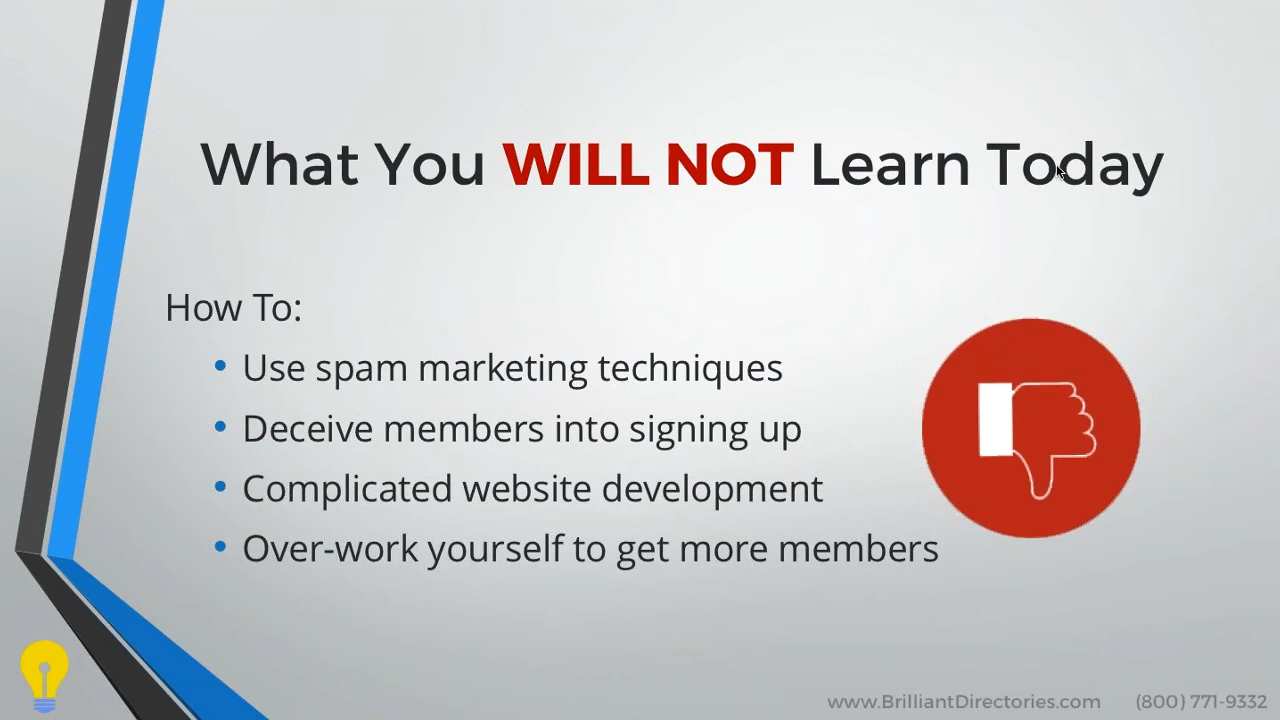 What You WILL NOT Learn Today
How To:
• Use spam marketing techniques
• Deceive members into signing up
• Complicated website development
• Over-work yourself to get more members
www.BrilliantDirectories.com (800) 771-9332